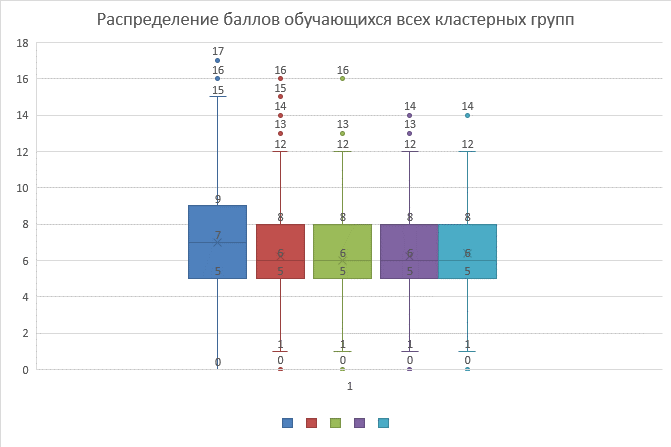 Распределение баллов обучающихся всех кластерных групп
18
17
16 16 16 16
15 15
14 14 14 14
13 13 13
12 12 12 12 12
10
9
8 8 8 8 8
7
6 6 6 6 6
5 5 5 5 5
4
2
1 1 1 1
0 0 0 0 0 0
1